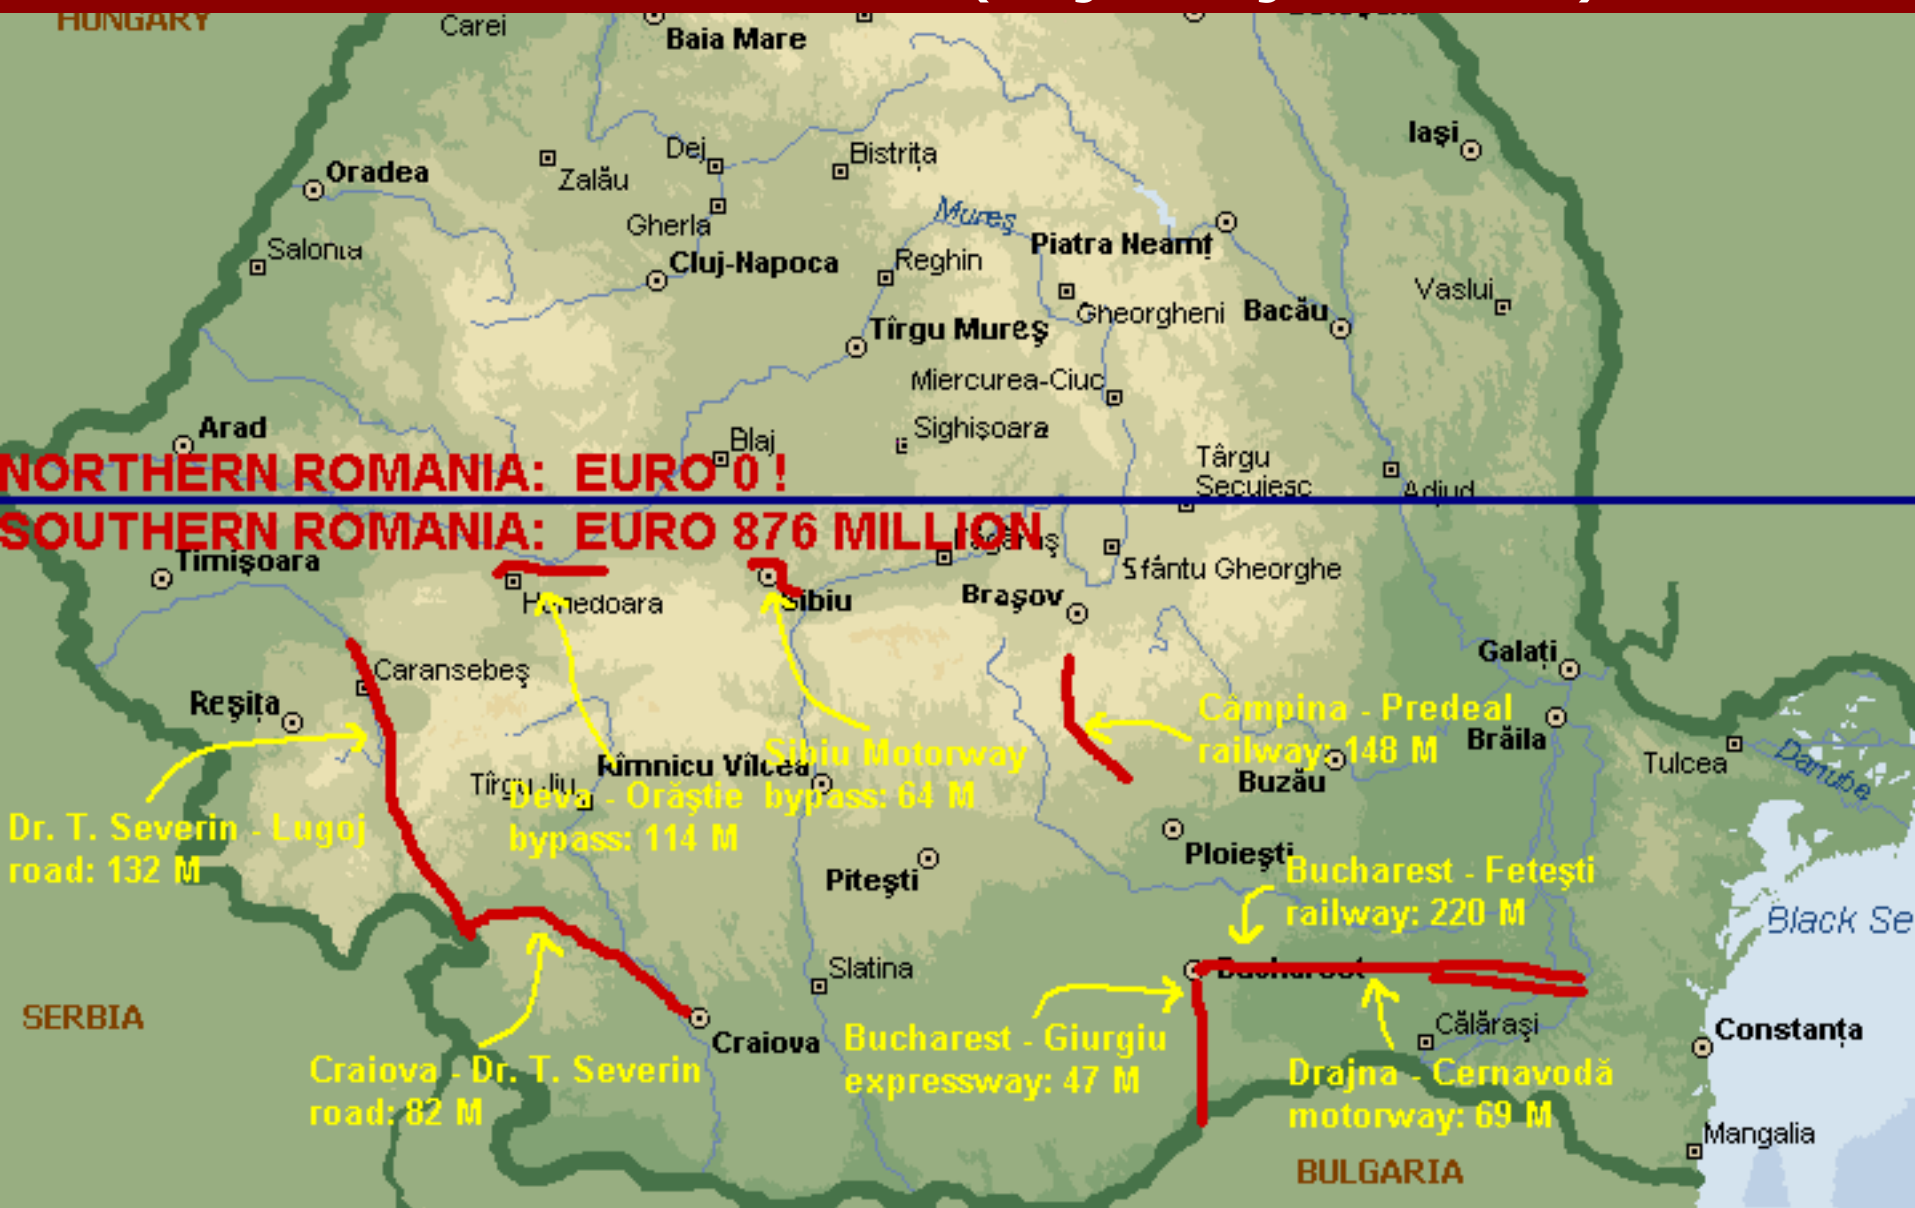 HUNGARY
Carei
Baia Mare
Iași
Oradea
Zalău
Dej
Bistrița
Gherla
Mureș
Piatra Neamț
Salonta
Cluj-Napoca
Reghin
Gheorgheni
Bacău
Vaslui
Tîrgu Mureș
Miercurea-Ciuc
Arad
Blaj
Sighișoara
Târgu
Secuiesc
Adjud
NORTHERN ROMANIA: EURO 0 !
SOUTHERN ROMANIA: EURO 876 MILLION
Făgăraș
Timișoara
Sfântu Gheorghe
Hunedoara
Sibiu
Brașov
Galați
Caransebeș
Reșița
Câmpina - Predeal
railway: 148 M
Brăila
Tulcea
Danube
Buzău
Sibiu Motorway
bypass: 64 M
Rîmnicu Vîlcea
Tîrgu Jiu
Deva - Orăștie
bypass: 114 M
Dr. T. Severin - Lugoj
road: 132 M
Ploiești
Pitești
Bucharest - Fetești
railway: 220 M
Black Se
Slatina
Bucharest
SERBIA
Craiova
Bucharest - Giurgiu
expressway: 47 M
Călărași
Constanța
Craiova - Dr. T. Severin
road: 82 M
Drajna - Cernavodă
motorway: 69 M
Mangalia
BULGARIA